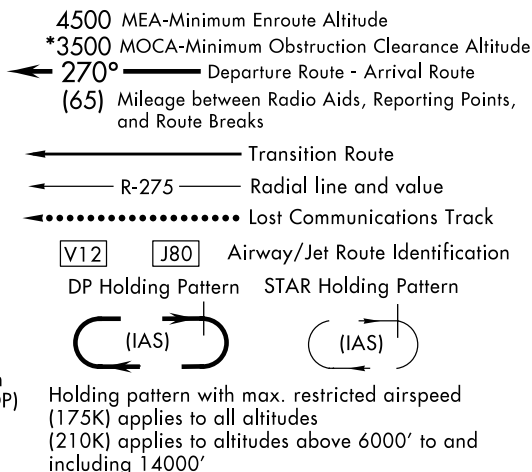 4500 MEA-Minimum Enroute Altitude
*3500 MOCA-Minimum Obstruction Clearance Altitude
270° Departure Route - Arrival Route
(65) Mileage between Radio Aids, Reporting Points,
and Route Breaks
Transition Route
R-275 Radial line and value
Lost Communications Track
V12 J80 Airway/Jet Route Identification
DP Holding Pattern STAR Holding Pattern
(IAS) (IAS)
Holding pattern with max. restricted airspeed
(175K) applies to all altitudes
(210K) applies to altitudes above 6000' to and
including 14000'